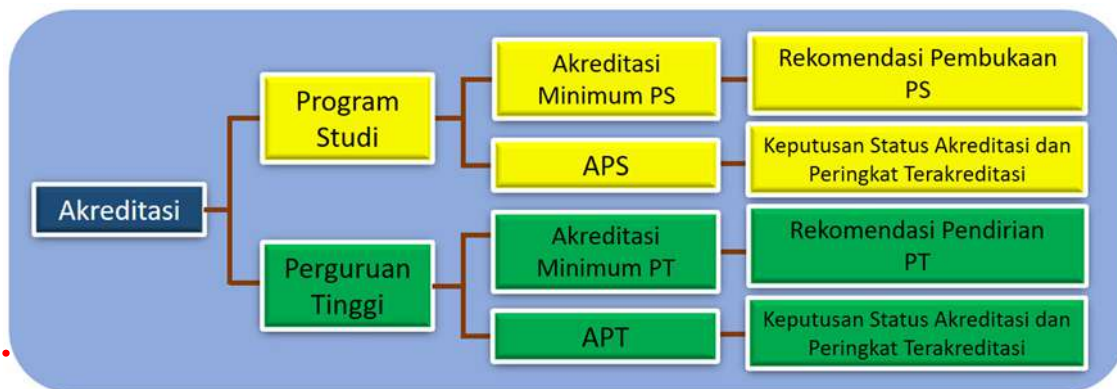 Akreditasi
Program
Studi
Akreditasi
Minimum PS
Rekomendasi Pembukaan
PS
APS
Keputusan Status Akreditasi dan
Peringkat Terakreditasi
Perguruan
Tinggi
Akreditasi
Minimum PT
Rekomendasi Pendirian
PT
APT
Keputusan Status Akreditasi dan
Peringkat Terakreditasi